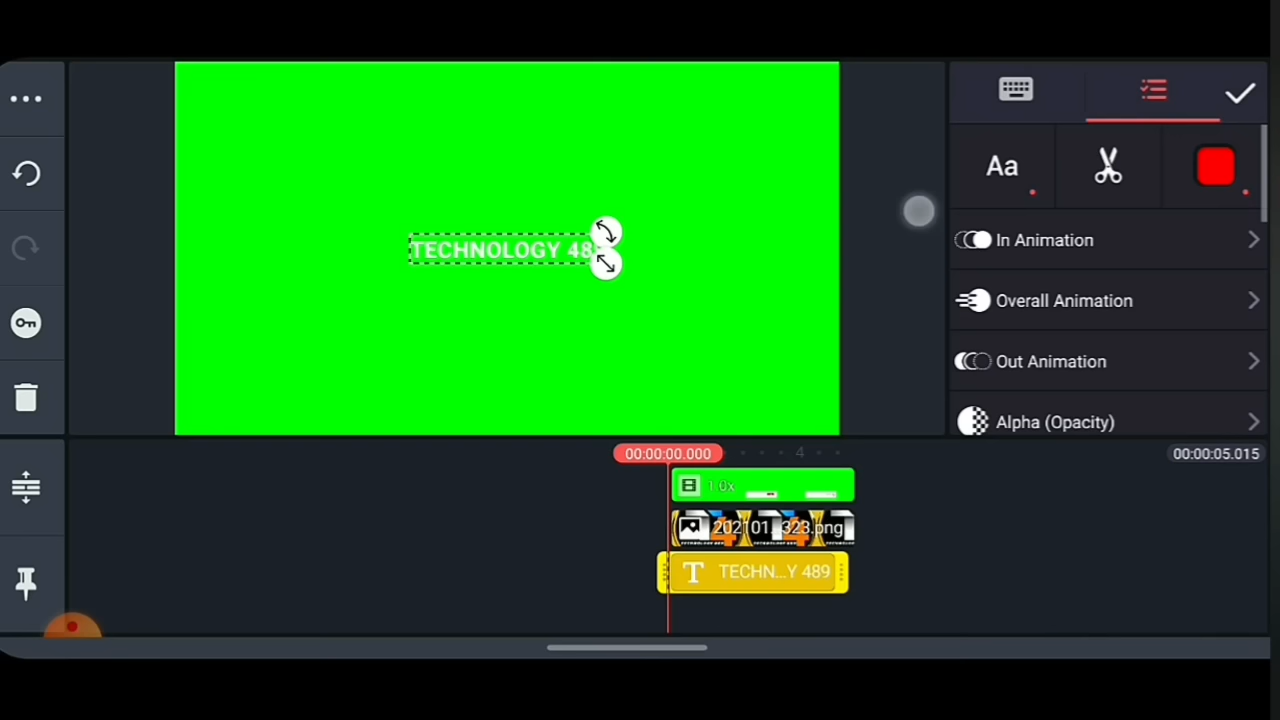 Aa
TECHNOLOGY 48
In Animation
Overall Animation
Out Animation
Alpha (Opacity)
00:00:00.000
4
00:00:05.015
1.0x
202101...323.png
T TECHN...Y 489